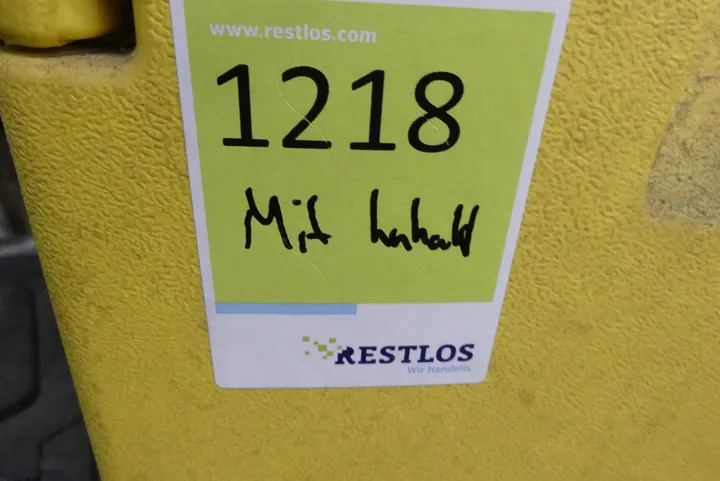 www.restlos.com
1218
Mit Inhalt
RESTLOS
Wir handeln.